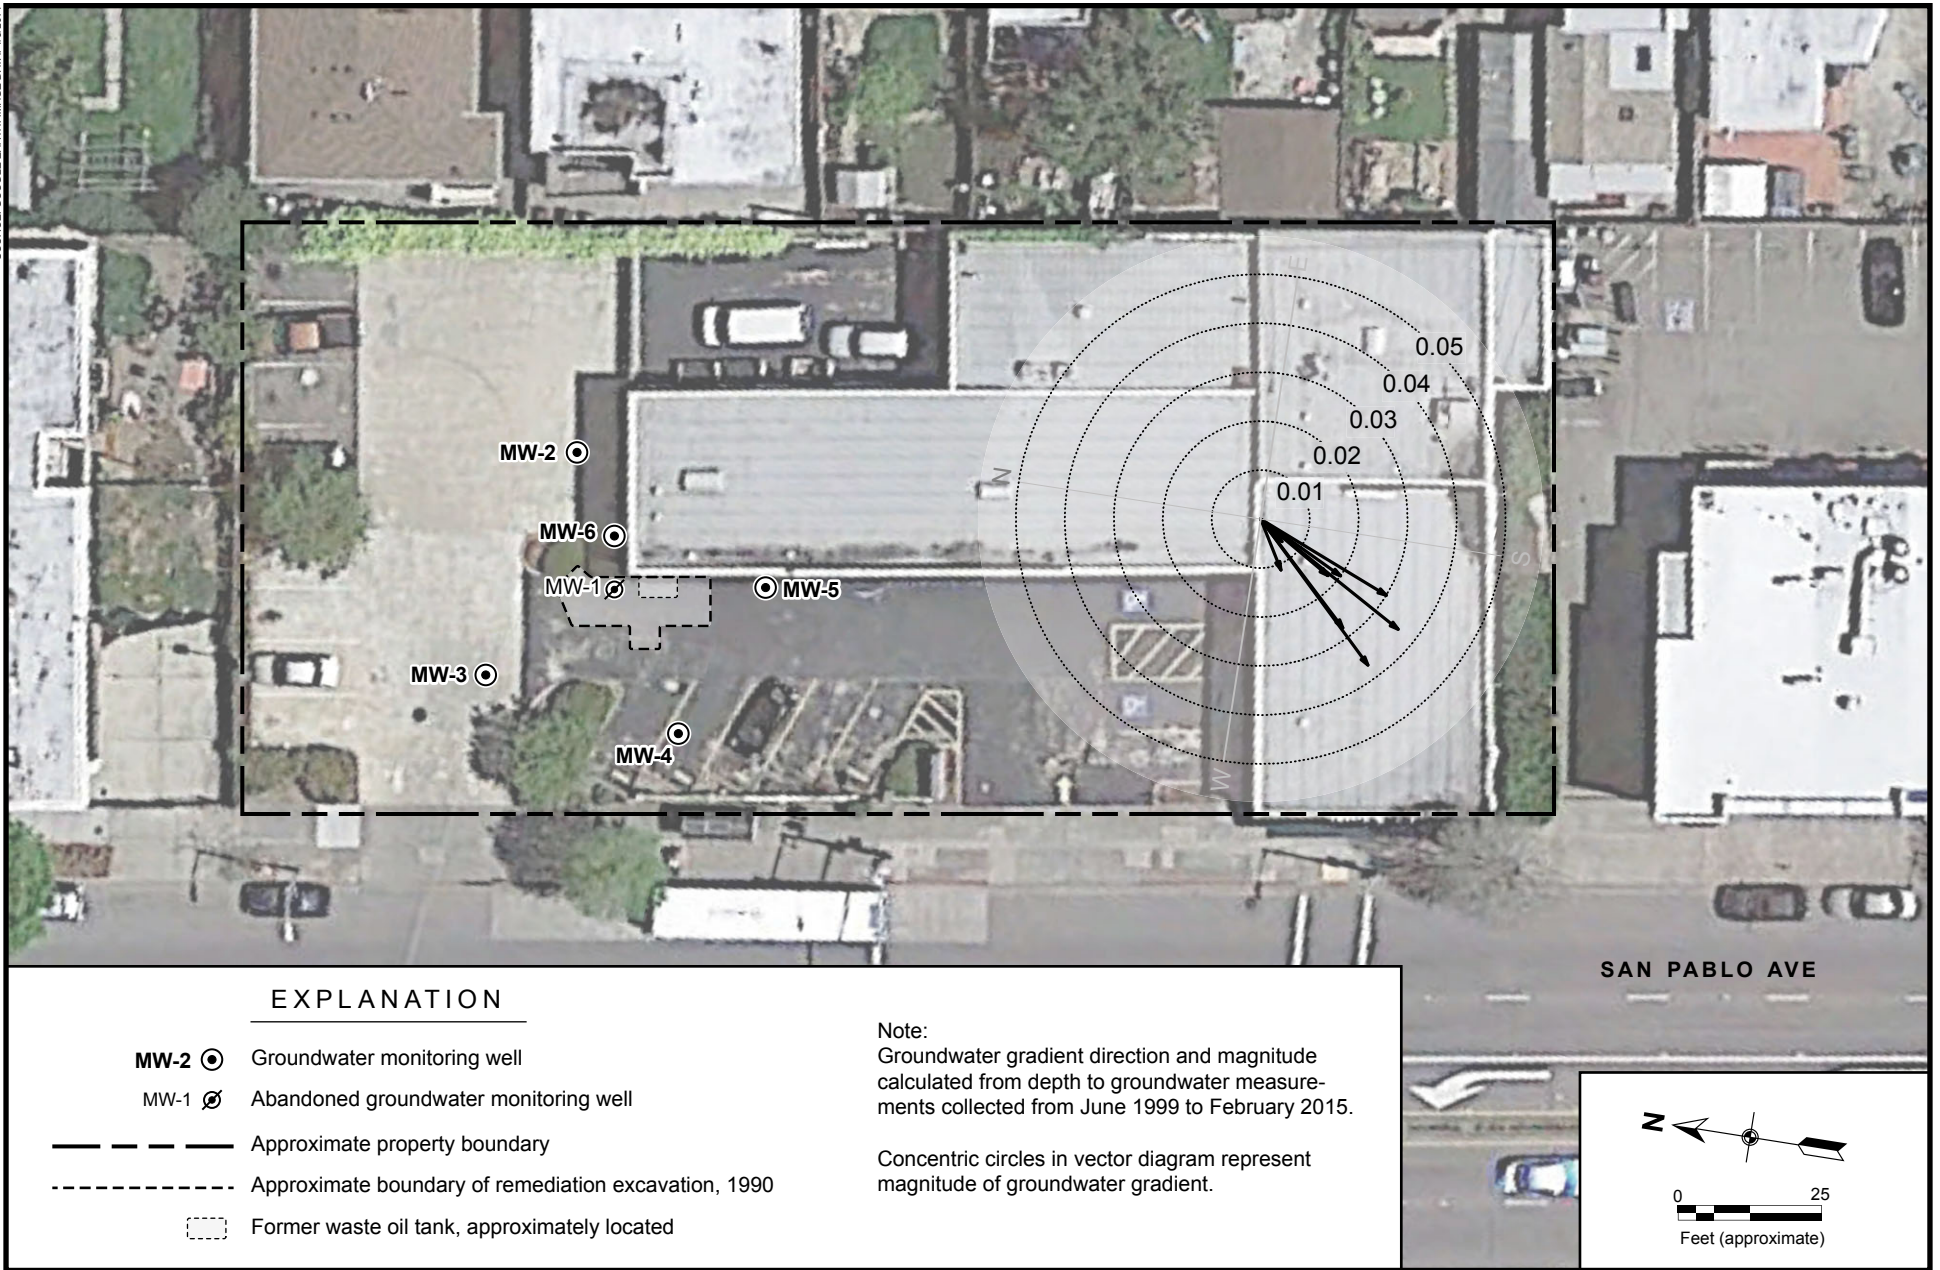 E
0.05
0.04
0.03
0.02
0.01
N
S
W
MW-2
MW-6
MW-1
MW-5
MW-3
MW-4
SAN PABLO AVE
EXPLANATION
MW-2 Groundwater monitoring well
MW-1 Abandoned groundwater monitoring well
Approximate property boundary
Approximate boundary of remediation excavation, 1990
Former waste oil tank, approximately located
Note:
Groundwater gradient direction and magnitude
calculated from depth to groundwater measure-
ments collected from June 1999 to February 2015.
Concentric circles in vector diagram represent
magnitude of groundwater gradient.
N
0 25
Feet (approximate)